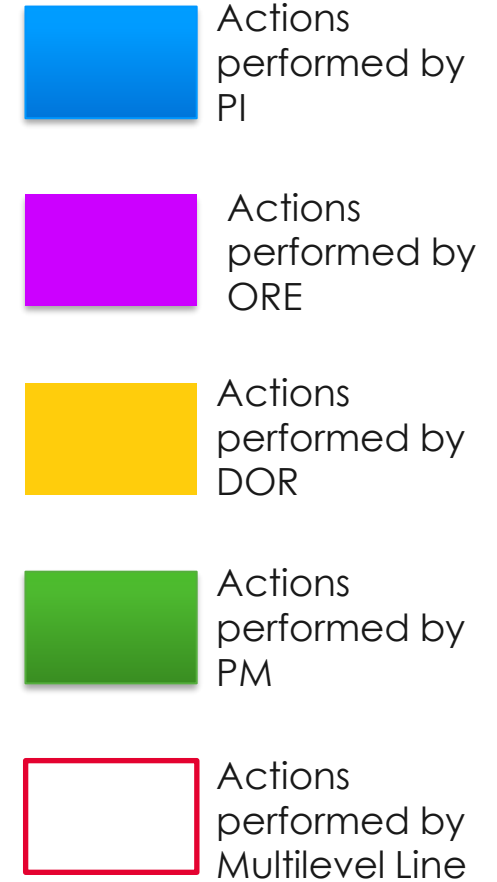 Actions
performed by
PI
Actions
performed by
ORE
Actions
performed by
DOR
Actions
performed by
PM
Actions
performed by
Multilevel Line